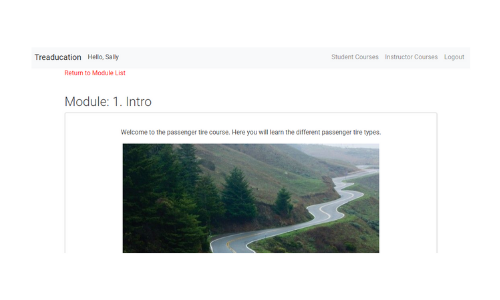 Treaducation Hello, Sally Student Courses Instructor Courses Logout
Return to Module List
Module: 1. Intro
Welcome to the passenger tire course. Here you will learn the different passenger tire types.